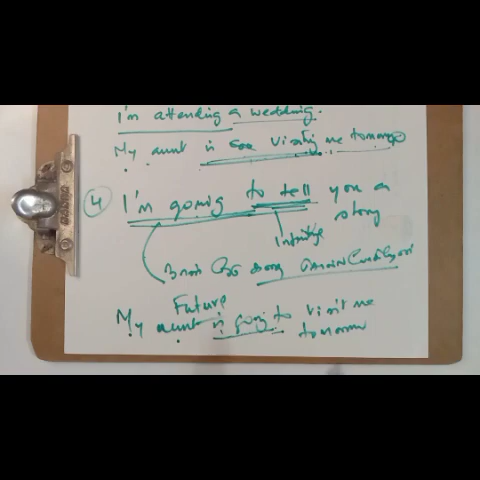 I'm attending a wedding.
My aunt is visiting me tomorrow
4 I'm going to tell you a
story
Infinitive
Future
My aunt is going to visit me
tomorrow